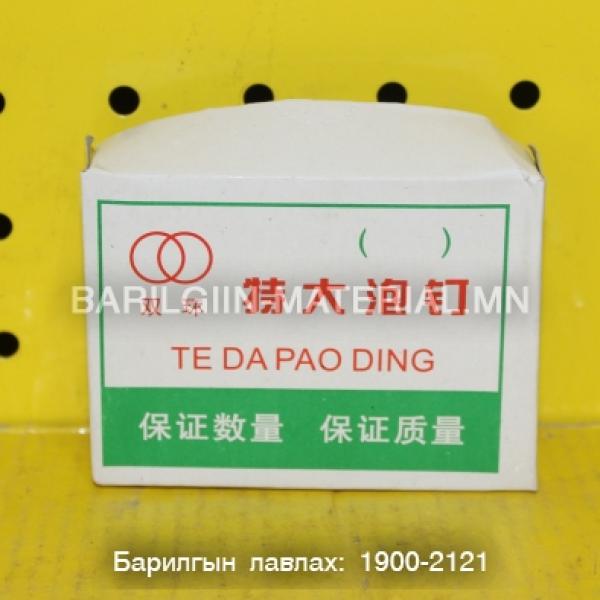 (    )
双环 特大泡钉
BARILGIIN-MATERIAL.MN
TE DA PAO DING
保证数量 保证质量
Барилгын лавлах: 1900-2121